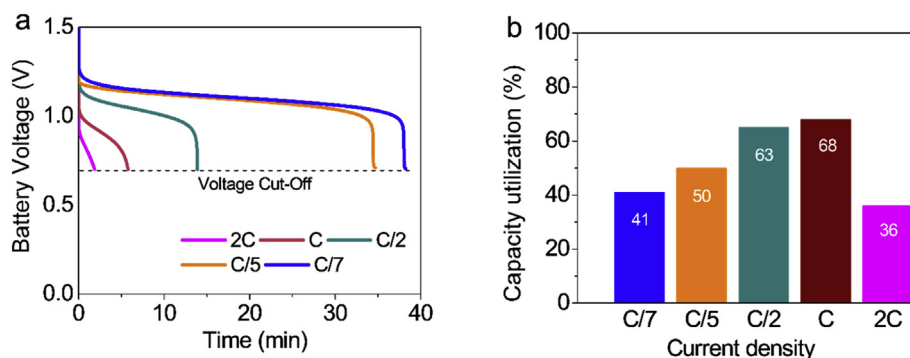 a
1.5
1.0
0.5
0.0
Battery Voltage (V)
Voltage Cut-Off
2C C C/2
C/5 C/7
0 10 20 30 40
Time (min)
b
100
80
60
40
20
0
Capacity utilization (%)
41 50 63 68 36
C/7 C/5 C/2 C 2C
Current density